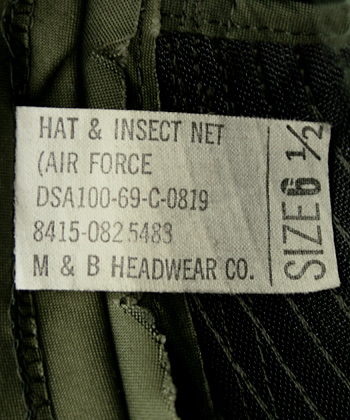 HAT & INSECT NET
(AIR FORCE
DSA100-69-C-0819
8415-082 5483
M & B HEADWEAR CO.
SIZE 6 1/2